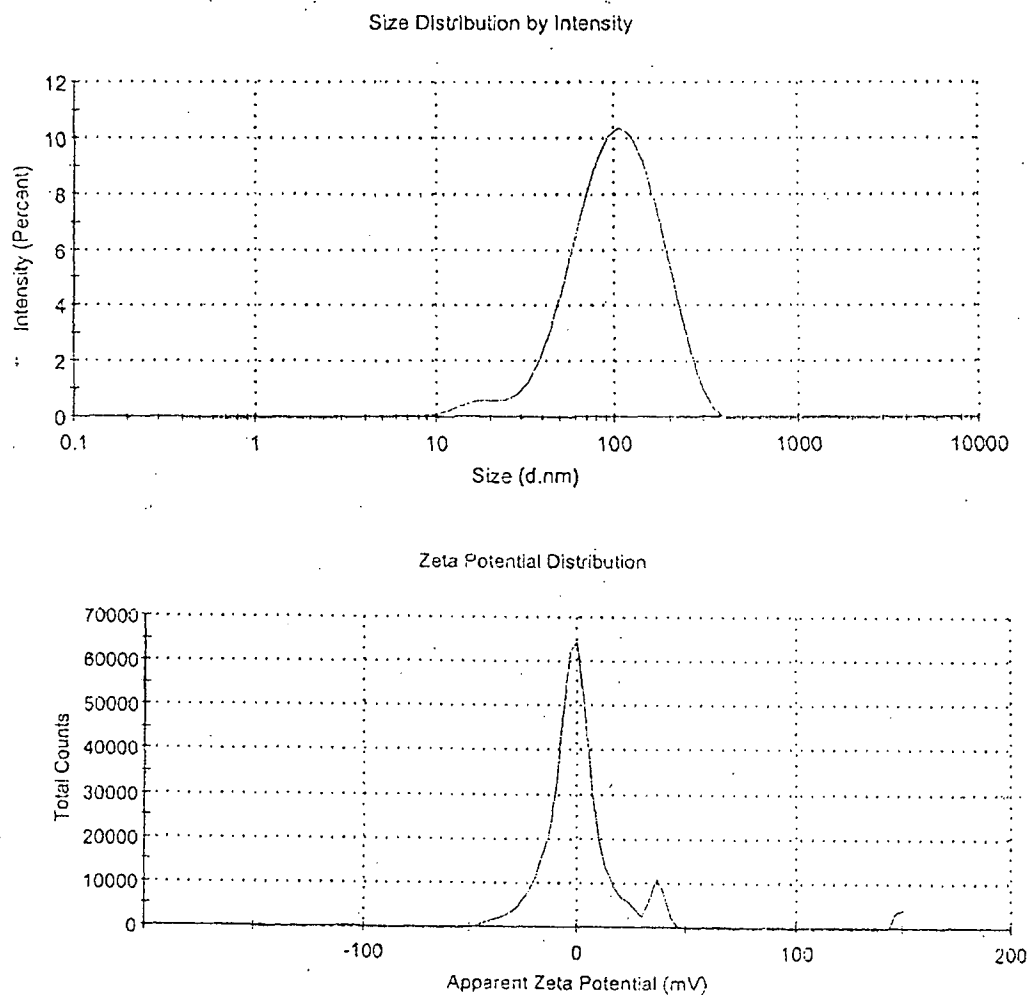 Size Distribution by Intensity
12
10
8
6
4
2
0
Intensity (Percent)
0.1 1 10 100 1000 10000
Size (d.nm)
Zeta Potential Distribution
70000
60000
50000
40000
30000
20000
10000
0
Total Counts
-100 0 100 200
Apparent Zeta Potential (mV)